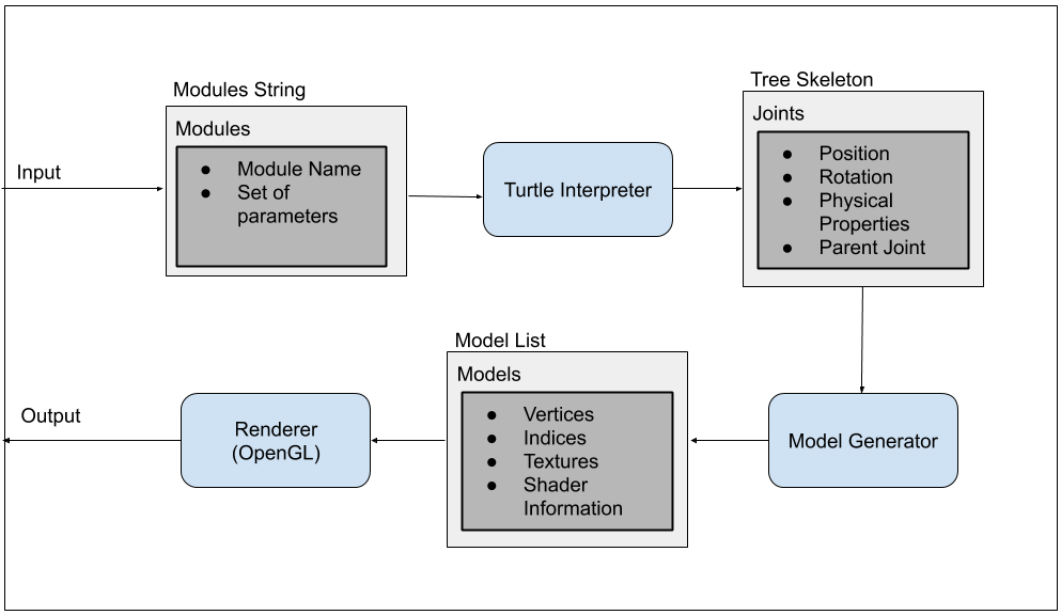 Modules String
Modules
● Module Name
● Set of
parameters
Input
Turtle Interpreter
Tree Skeleton
Joints
● Position
● Rotation
● Physical
Properties
● Parent Joint
Model Generator
Model List
Models
● Vertices
● Indices
● Textures
● Shader
Information
Renderer
(OpenGL)
Output